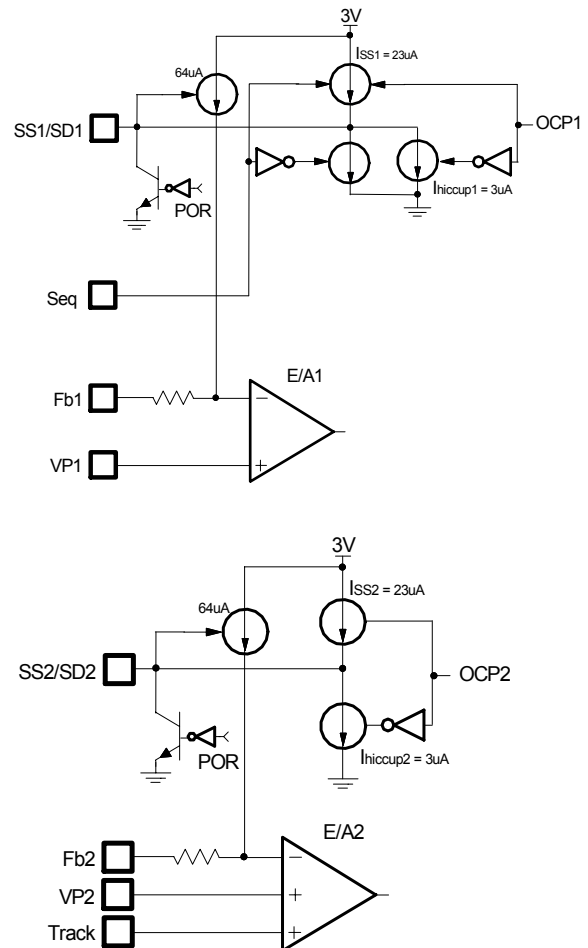 3V
ISS1 = 23uA
64uA
SS1/SD1
OCP1
Ihiccup1 = 3uA
POR
Seq
E/A1
Fb1
−
VP1
+
3V
ISS2 = 23uA
64uA
SS2/SD2
OCP2
POR
Ihiccup2 = 3uA
E/A2
Fb2
−
VP2
+
Track
+